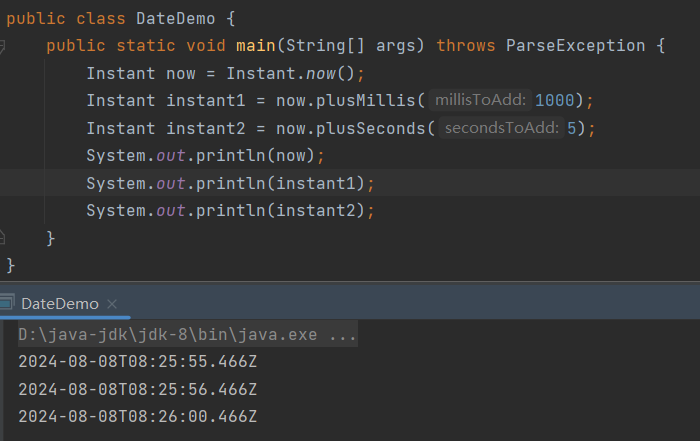 public class DateDemo {
public static void main(String[] args) throws ParseException {
Instant now = Instant.now();
Instant instant1 = now.plusMillis( millisToAdd: 1000);
Instant instant2 = now.plusSeconds( secondsToAdd: 5);
System.out.println(now);
System.out.println(instant1);
System.out.println(instant2);
}
}
DateDemo ×
D:\java-jdk\jdk-8\bin\java.exe ...
2024-08-08T08:25:55.466Z
2024-08-08T08:25:56.466Z
2024-08-08T08:26:00.466Z